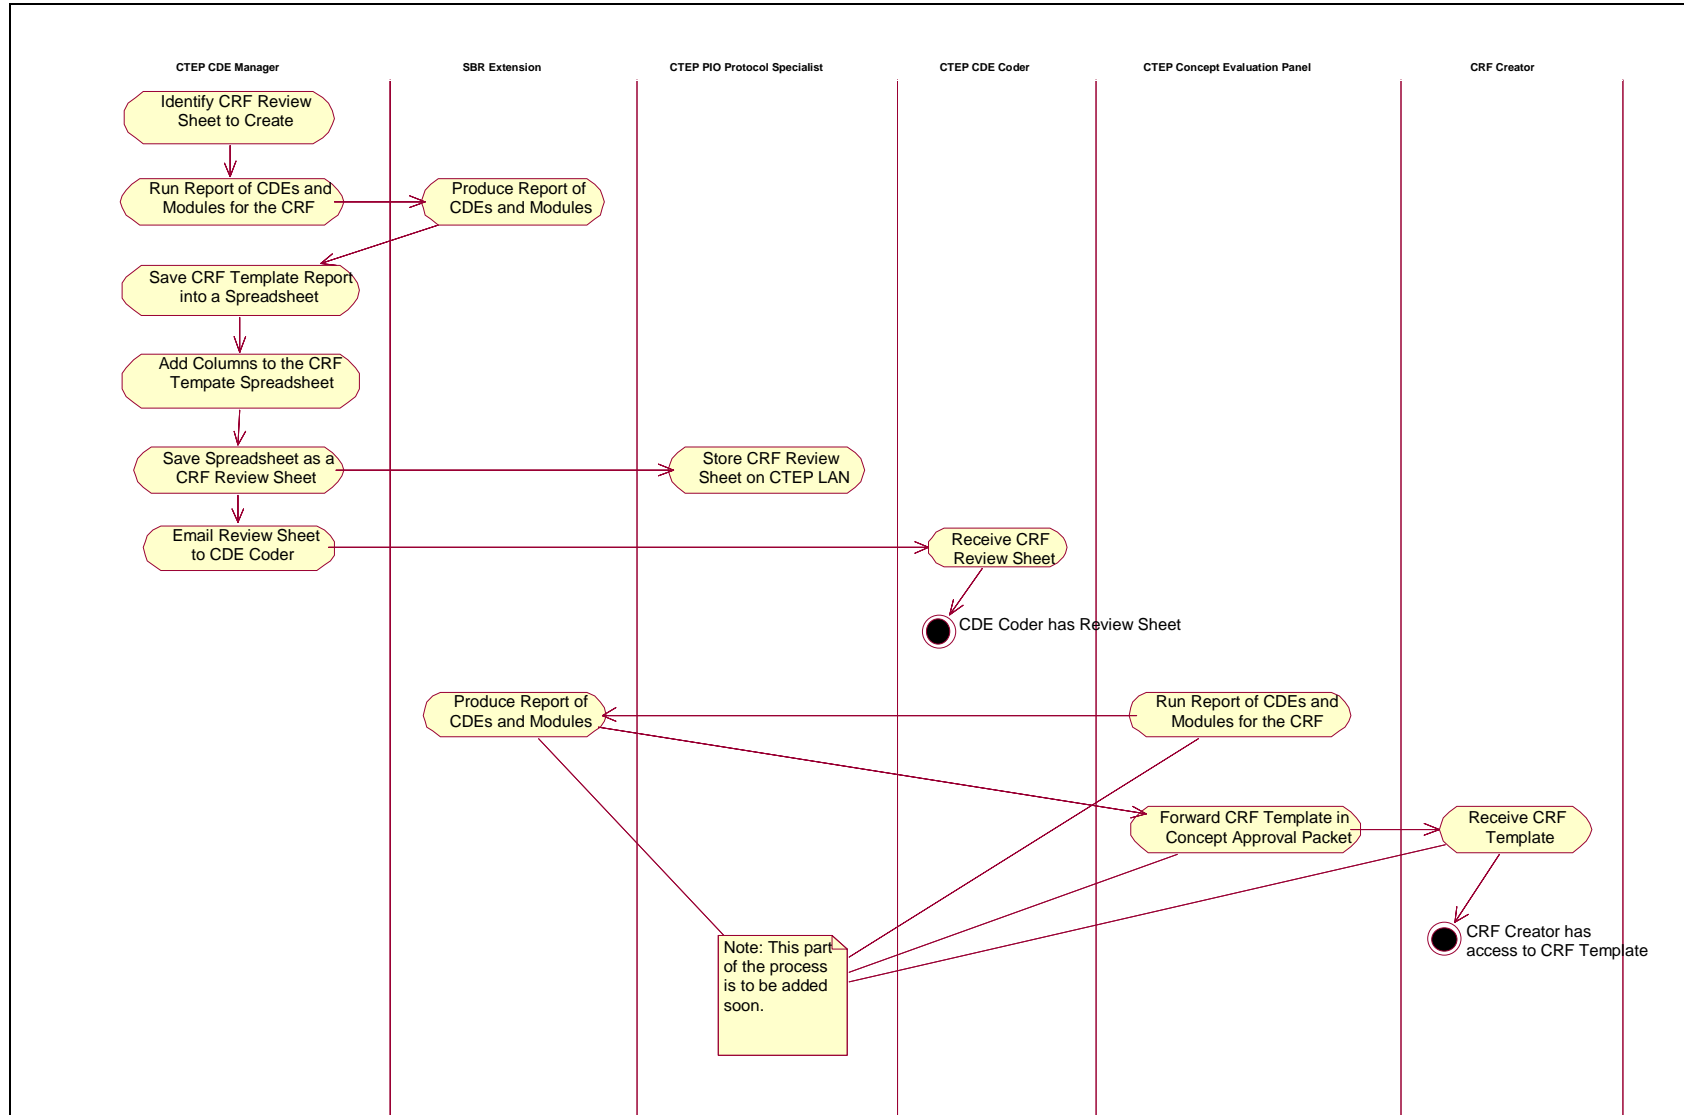 CTEP CDE Manager
SBR Extension
CTEP PIO Protocol Specialist
CTEP CDE Coder
CTEP Concept Evaluation Panel
CRF Creator
Identify CRF Review
Sheet to Create
Run Report of CDEs and
Modules for the CRF
Produce Report of
CDEs and Modules
Save CRF Template Report
into a Spreadsheet
Add Columns to the CRF
Tempate Spreadsheet
Save Spreadsheet as a
CRF Review Sheet
Store CRF Review
Sheet on CTEP LAN
Email Review Sheet
to CDE Coder
Receive CRF
Review Sheet
CDE Coder has Review Sheet
Produce Report of
CDEs and Modules
Run Report of CDEs and
Modules for the CRF
Forward CRF Template in
Concept Approval Packet
Receive CRF
Template
CRF Creator has
access to CRF Template
Note: This part
of the process
is to be added
soon.